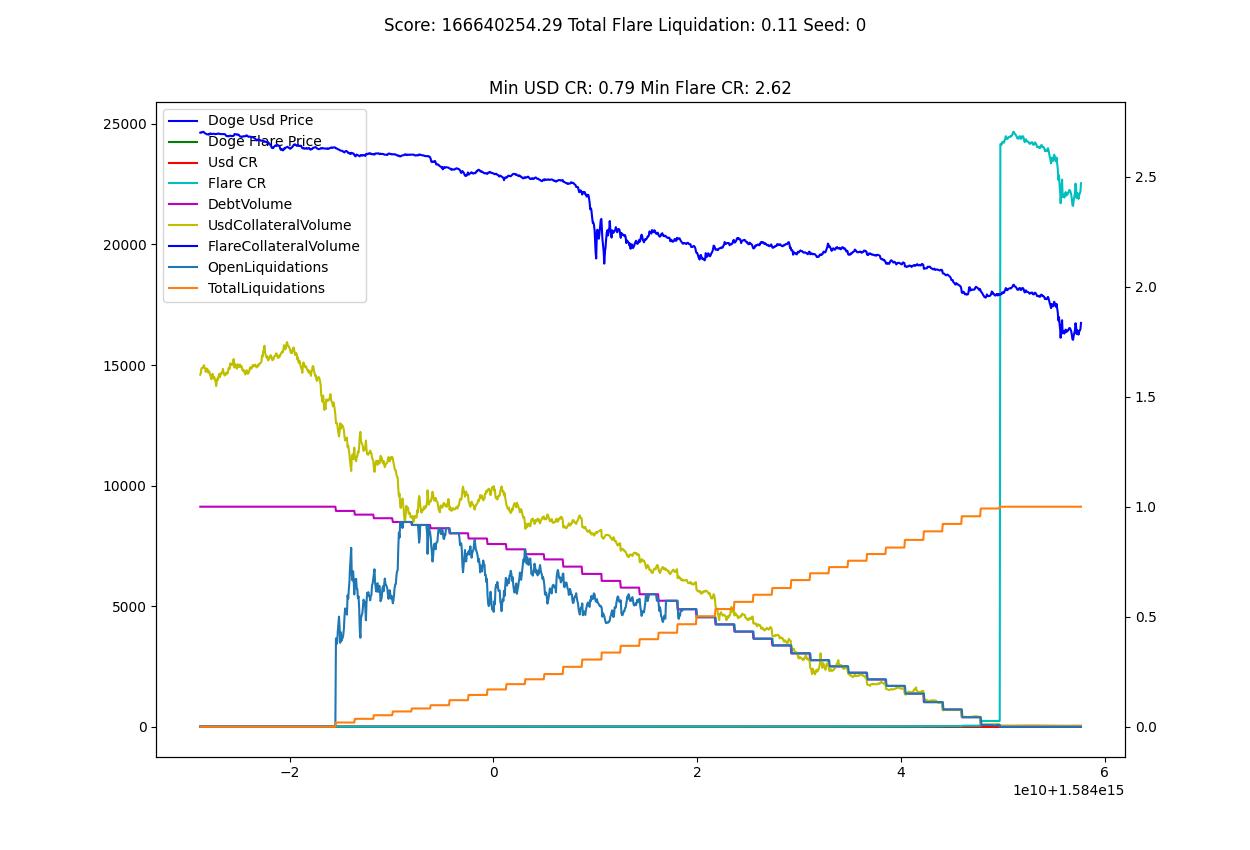 Score: 166640254.29 Total Flare Liquidation: 0.11 Seed: 0
Min USD CR: 0.79 Min Flare CR: 2.62
Doge Usd Price
Doge Flare Price
Usd CR
Flare CR
DebtVolume
UsdCollateralVolume
FlareCollateralVolume
OpenLiquidations
TotalLiquidations
25000
20000
15000
10000
5000
0
2.5
2.0
1.5
1.0
0.5
0.0
−2
0
2
4
6
1e10+1.584e15